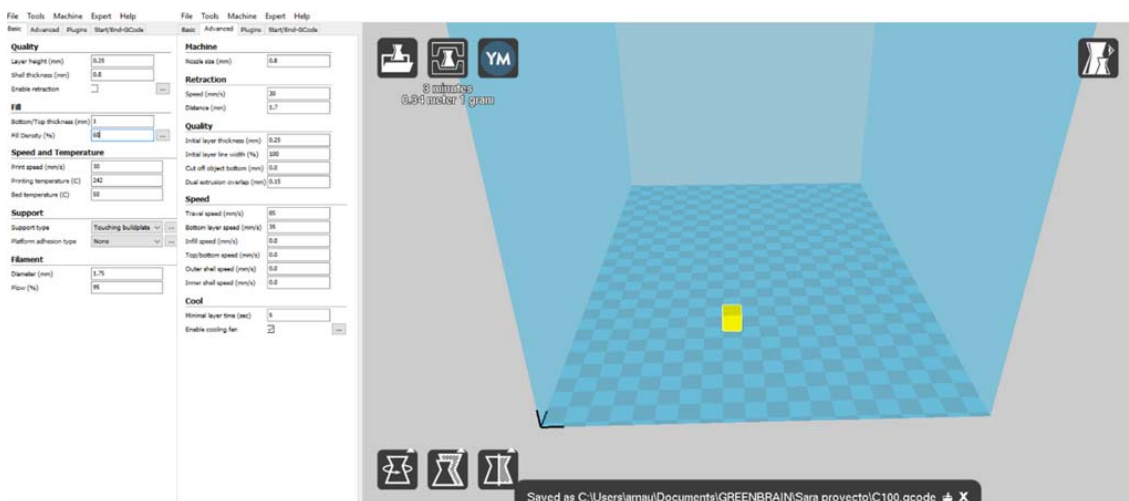 File Tools Machine Expert Help
Basic Advanced Plugins Start/End-GCode
Quality
Layer height (mm) 0.25
Shell thickness (mm) 0.8
Enable retraction ...
Fill
Bottom/Top thickness (mm) 1
Fill Density (%) 60 ...
Speed and Temperature
Print speed (mm/s) 30
Printing temperature (C) 242
Bed temperature (C) 50
Support
Support type Touching buildplate ...
Platform adhesion type None ...
Filament
Diameter (mm) 1.75
Flow (%) 95
File Tools Machine Expert Help
Basic Advanced Plugins Start/End-GCode
Machine
Nozzle size (mm) 0.8
Retraction
Speed (mm/s) 30
Distance (mm) 1.7
Quality
Initial layer thickness (mm) 0.25
Initial layer line width (%) 100
Cut off object bottom (mm) 0.0
Dual extrusion overlap (mm) 0.15
Speed
Travel speed (mm/s) 85
Bottom layer speed (mm/s) 35
Infill speed (mm/s) 0.0
Top/bottom speed (mm/s) 0.0
Outer shell speed (mm/s) 0.0
Inner shell speed (mm/s) 0.0
Cool
Minimal layer time (sec) 5
Enable cooling fan ...
YM
3 minutes
0.34 meter 1 gram
Saved as C:\Users\arnau\Documents\GREENBRAIN\Sara proyecto\C100.gcode X